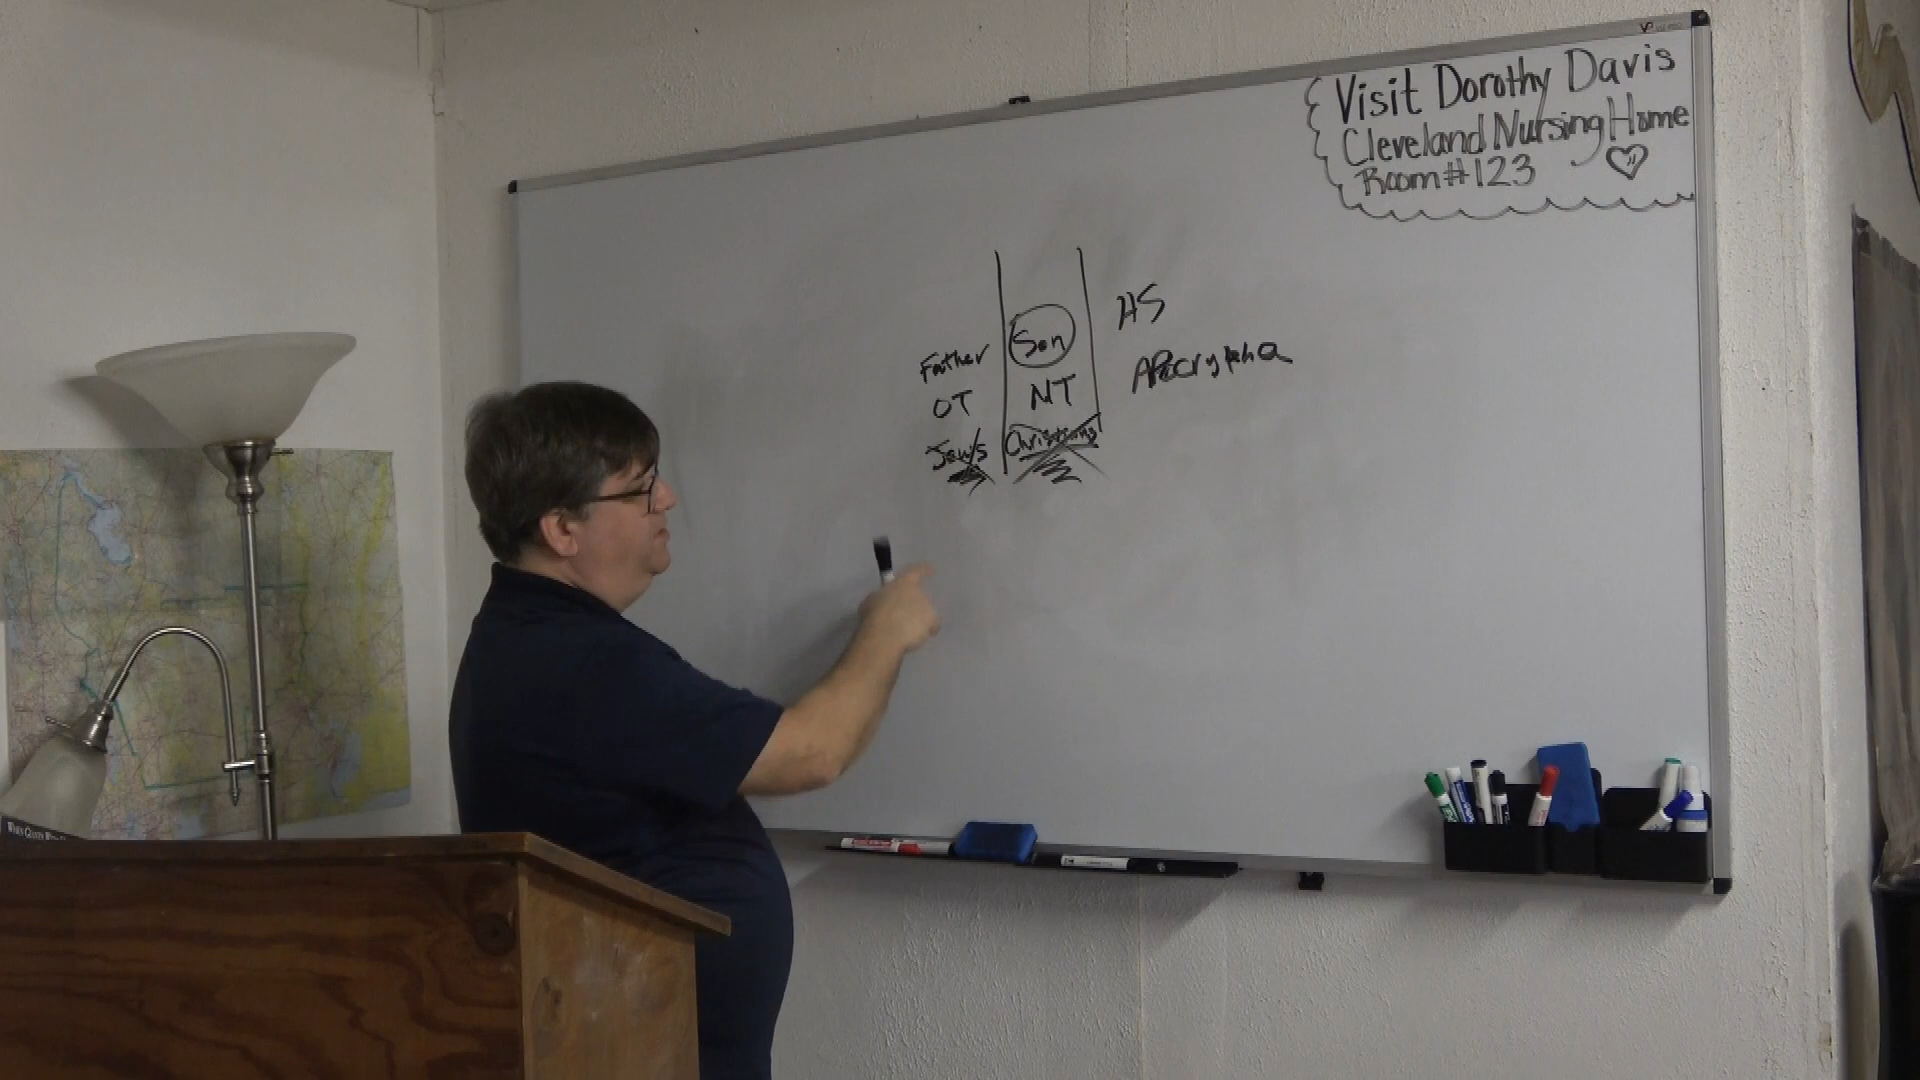 Visit Dorothy Davis
Cleveland Nursing Home
Room #123
HS
Father
Son
Apocrypha
OT
NT
Jews
Christians